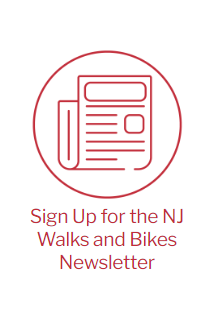 Sign Up for the NJ
Walks and Bikes
Newsletter